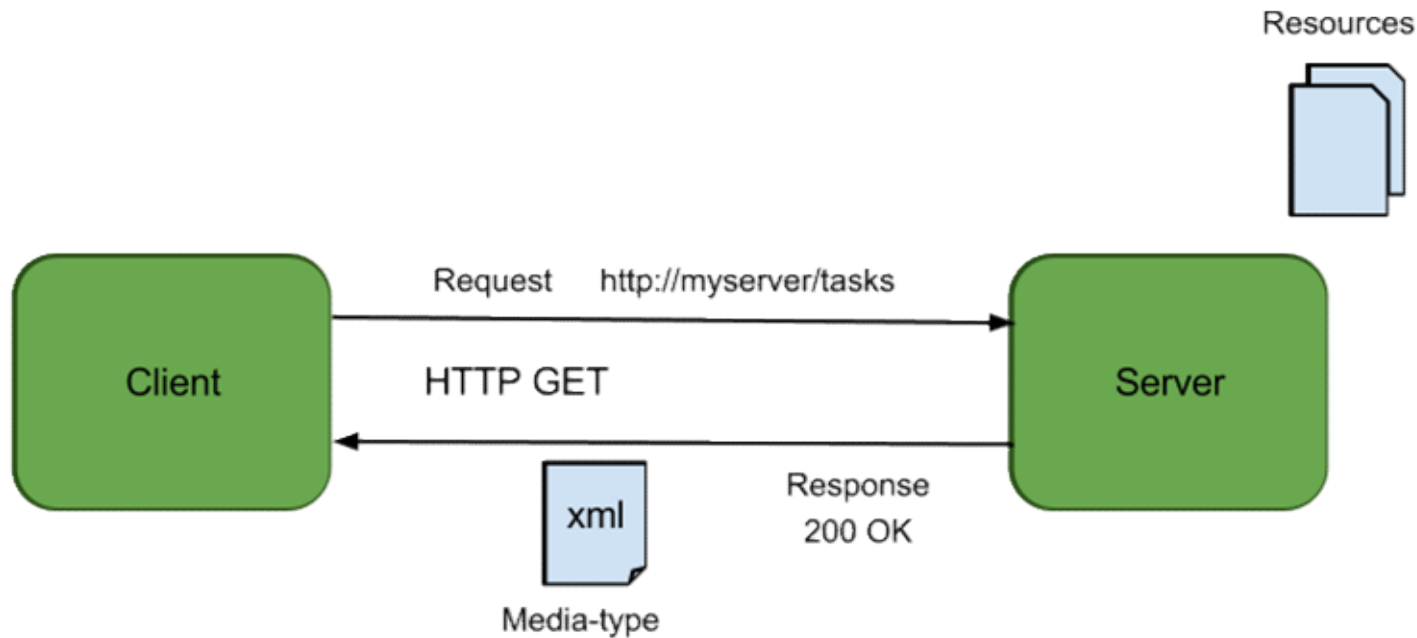 Resources
Request http://myserver/tasks
Client
HTTP GET
Server
xml
Response
200 OK
Media-type